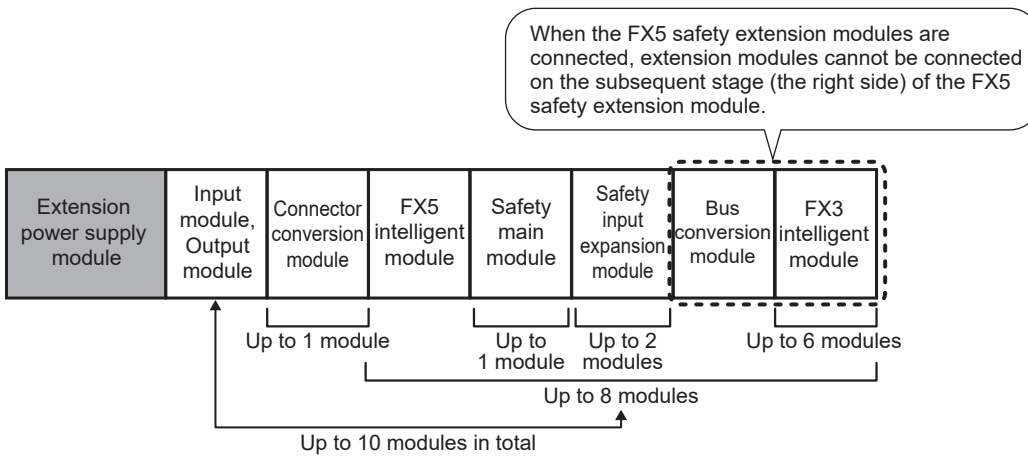 When the FX5 safety extension modules are
connected, extension modules cannot be connected
on the subsequent stage (the right side) of the FX5
safety extension module.
Extension
power supply
module
Input
module,
Output
module
Connector
conversion
module
FX5
intelligent
module
Safety
main
module
Safety
input
expansion
module
Bus
conversion
module
FX3
intelligent
module
Up to 1 module
Up to
1 module
Up to 2
modules
Up to 6 modules
Up to 8 modules
Up to 10 modules in total